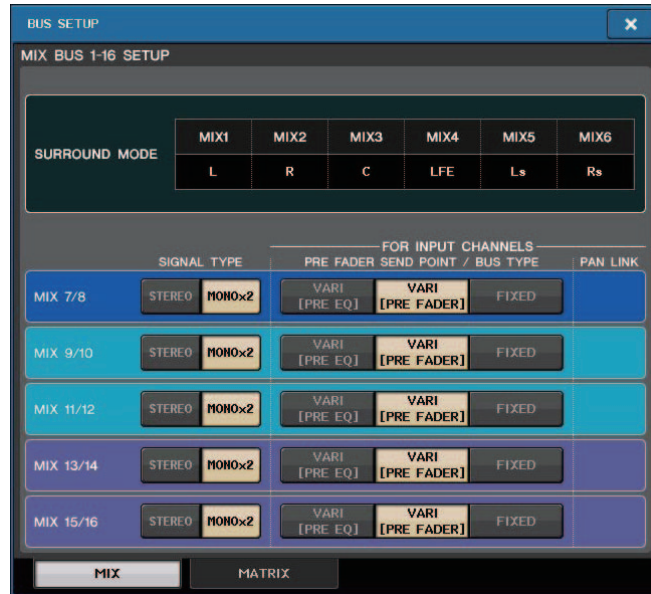 BUS SETUP
×
MIX BUS 1-16 SETUP
SURROUND MODE
MIX1 MIX2 MIX3 MIX4 MIX5 MIX6
L R C LFE Ls Rs
FOR INPUT CHANNELS
SIGNAL TYPE PRE FADER SEND POINT / BUS TYPE PAN LINK
MIX 7/8 STEREO MONOx2 VARI [PRE EQ] VARI [PRE FADER] FIXED
MIX 9/10 STEREO MONOx2 VARI [PRE EQ] VARI [PRE FADER] FIXED
MIX 11/12 STEREO MONOx2 VARI [PRE EQ] VARI [PRE FADER] FIXED
MIX 13/14 STEREO MONOx2 VARI [PRE EQ] VARI [PRE FADER] FIXED
MIX 15/16 STEREO MONOx2 VARI [PRE EQ] VARI [PRE FADER] FIXED
MIX MATRIX